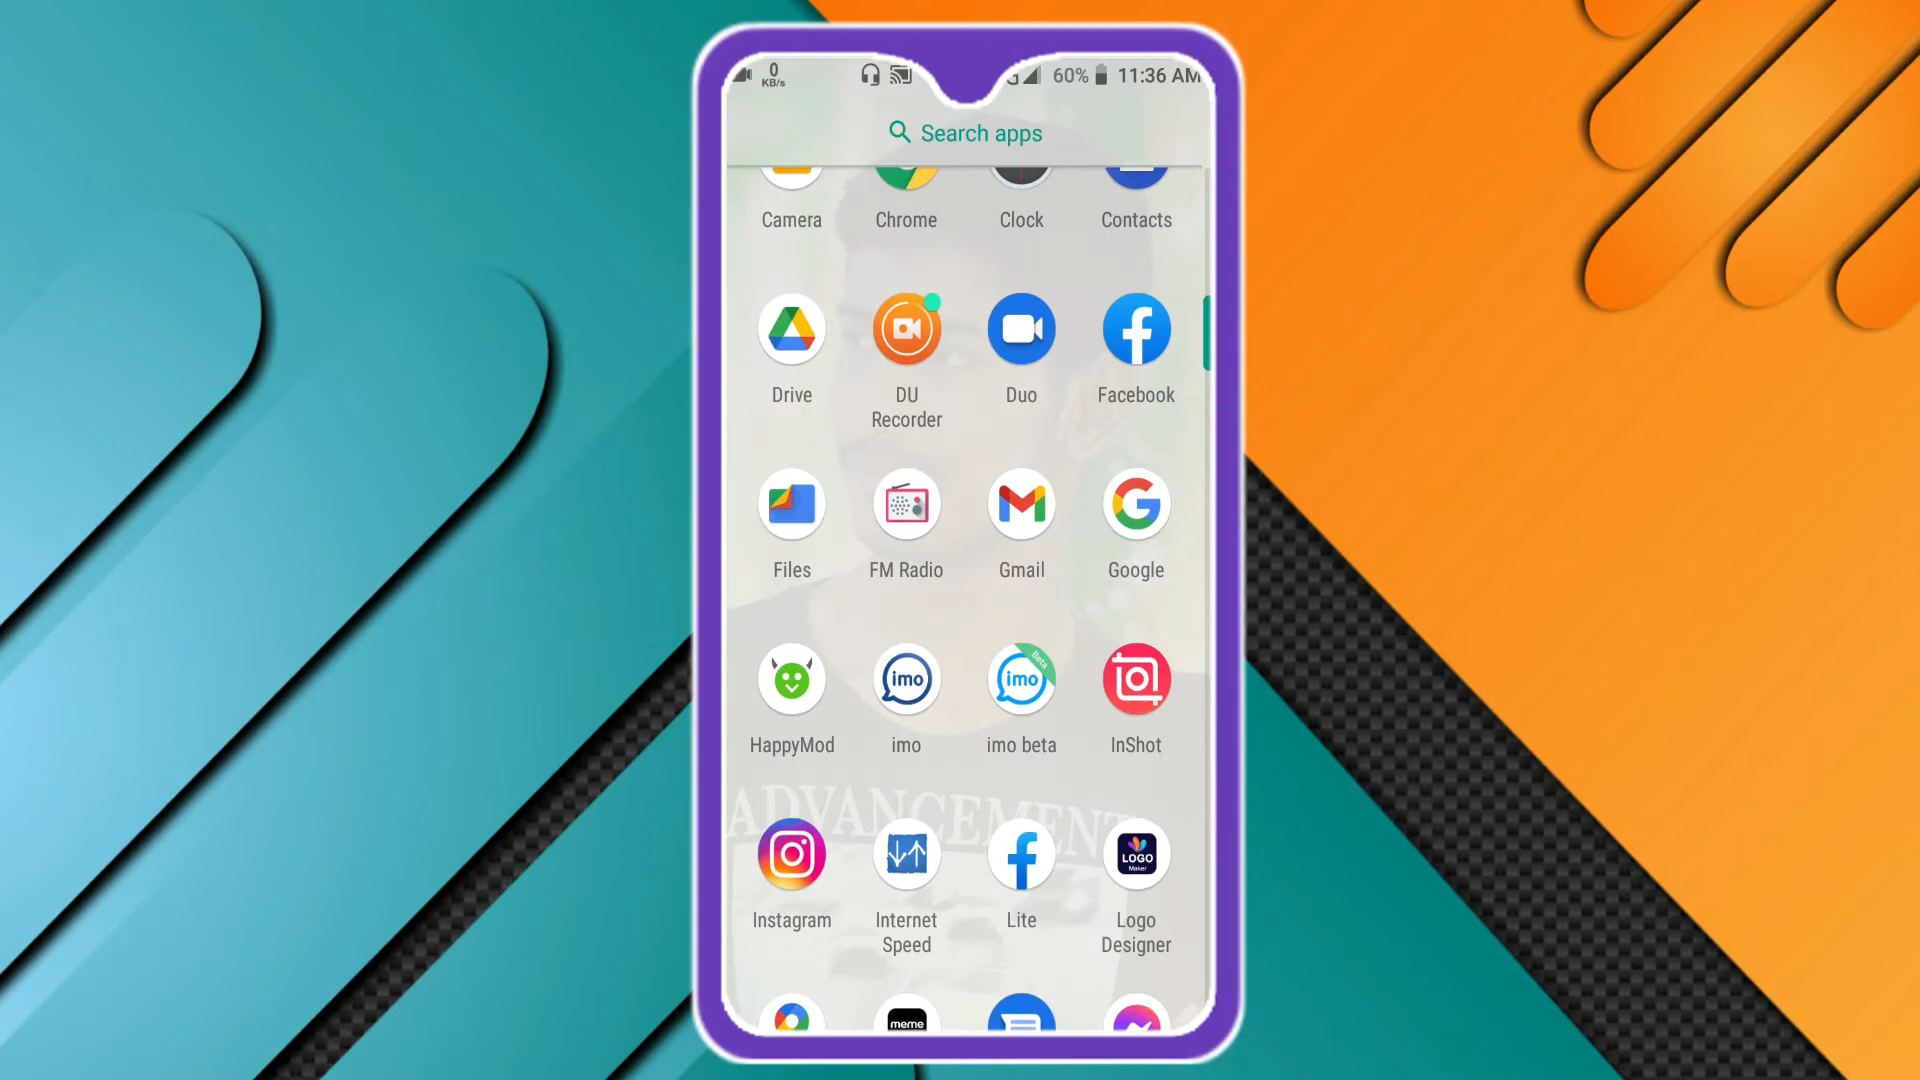 0
KB/s
60% 11:36 AM
Search apps
Camera Chrome Clock Contacts
Drive DU Recorder Duo Facebook
Files FM Radio Gmail Google
imo imo Beta
HappyMod imo imo beta InShot
ADVANCEMENT
LOGO
Maker
Instagram Internet Speed Lite Logo Designer
meme